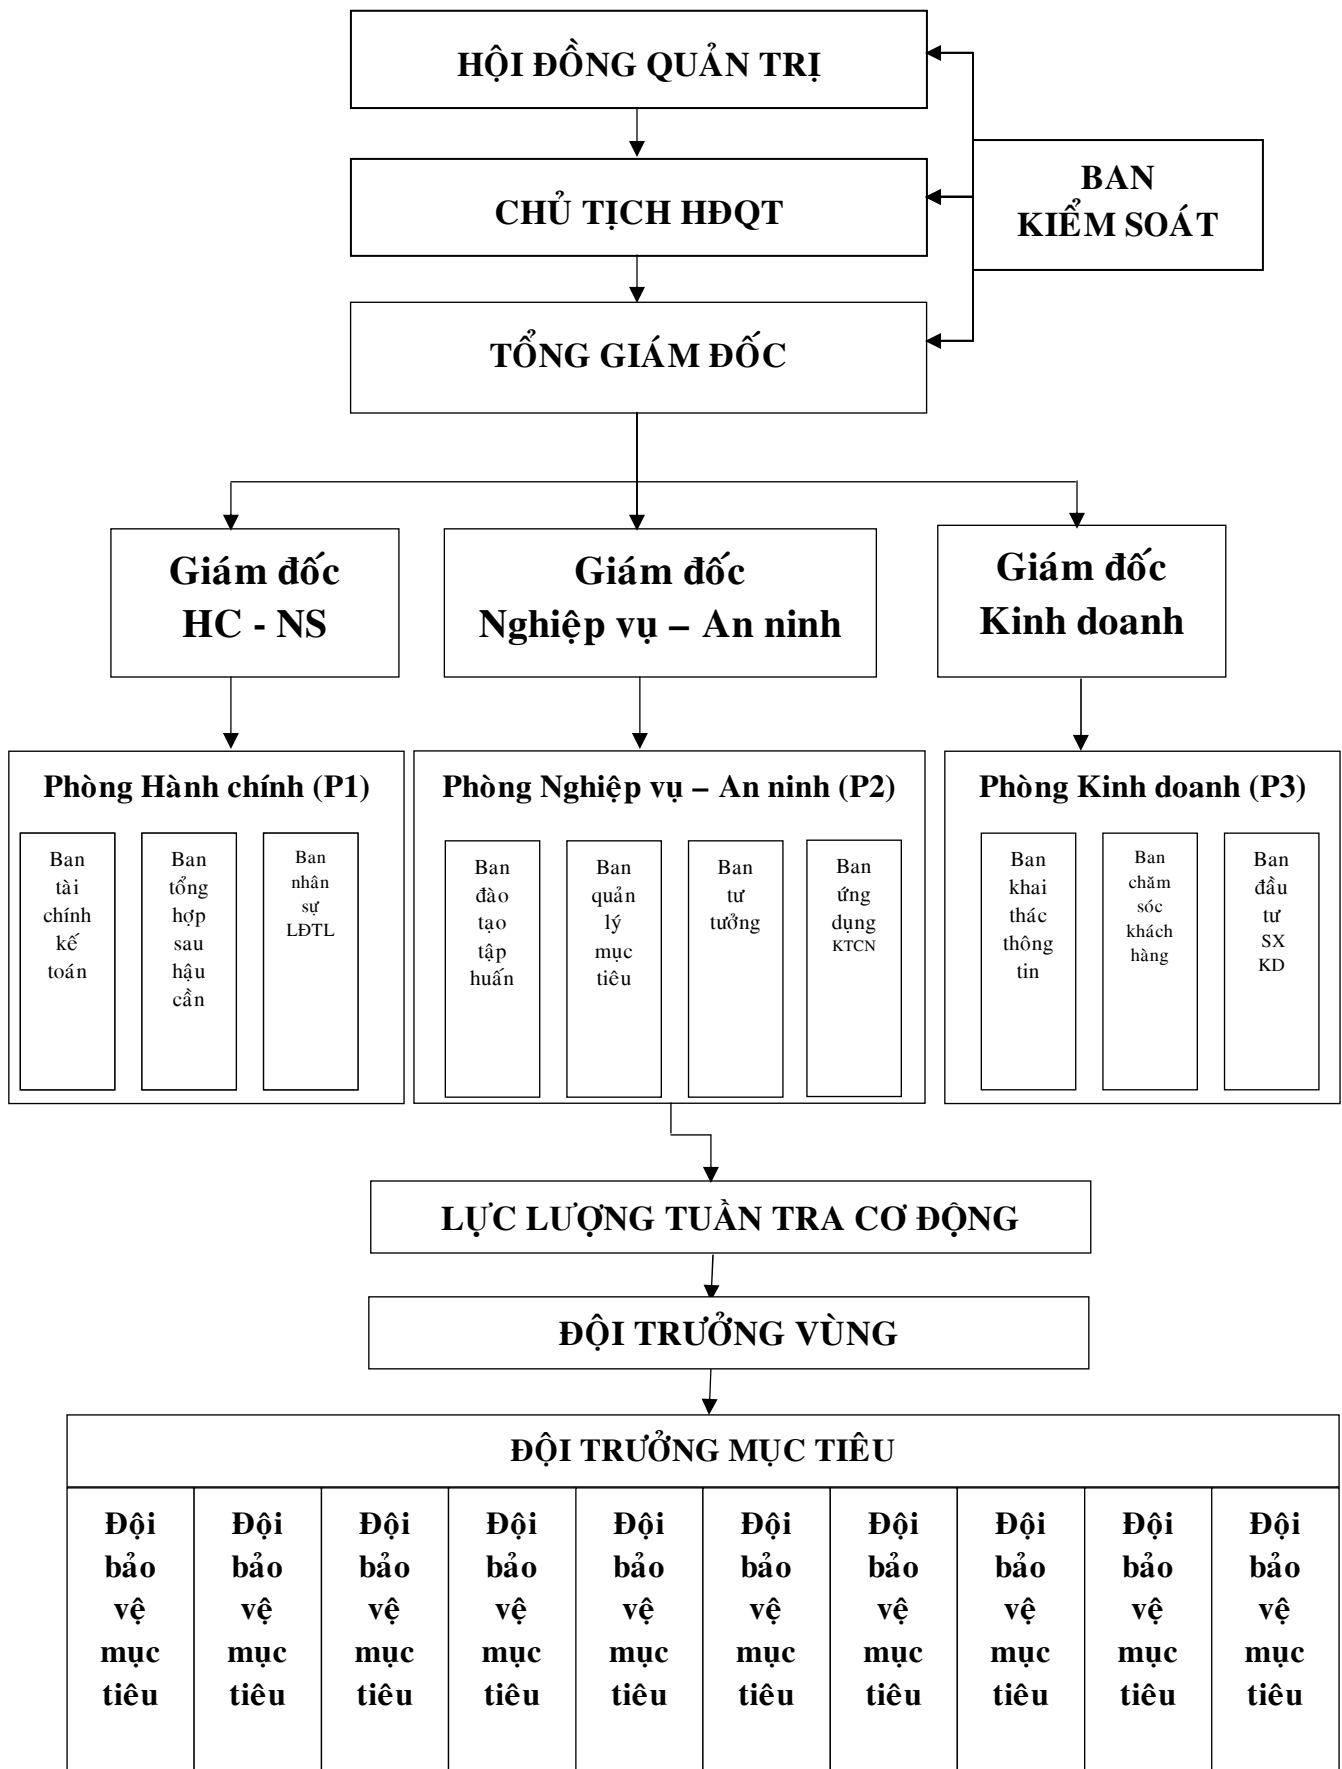 HỘI ĐỒNG QUẢN TRỊ
BAN
KIỂM SOÁT
CHỦ TỊCH HĐQT
TỔNG GIÁM ĐỐC
Giám đốc
HC - NS
Giám đốc
Nghiệp vụ – An ninh
Giám đốc
Kinh doanh
Phòng Hành chính (P1)
Ban
tài
chính
kế
toán
Ban
tổng
hợp
sau
hậu
cần
Ban
nhân
sự
LĐTL
Phòng Nghiệp vụ – An ninh (P2)
Ban
đào
tạo
tập
huấn
Ban
quản
lý
mục
tiêu
Ban
tư
tưởng
Ban
ứng
dụng
KTCN
Phòng Kinh doanh (P3)
Ban
khai
thác
thông
tin
Ban
chăm
sóc
khách
hàng
Ban
đầu
tư
SX
KD
LỰC LƯỢNG TUẦN TRA CƠ ĐỘNG
ĐỘI TRƯỞNG VÙNG
ĐỘI TRƯỞNG MỤC TIÊU
Đội
bảo
vệ
mục
tiêu
Đội
bảo
vệ
mục
tiêu
Đội
bảo
vệ
mục
tiêu
Đội
bảo
vệ
mục
tiêu
Đội
bảo
vệ
mục
tiêu
Đội
bảo
vệ
mục
tiêu
Đội
bảo
vệ
mục
tiêu
Đội
bảo
vệ
mục
tiêu
Đội
bảo
vệ
mục
tiêu
Đội
bảo
vệ
mục
tiêu